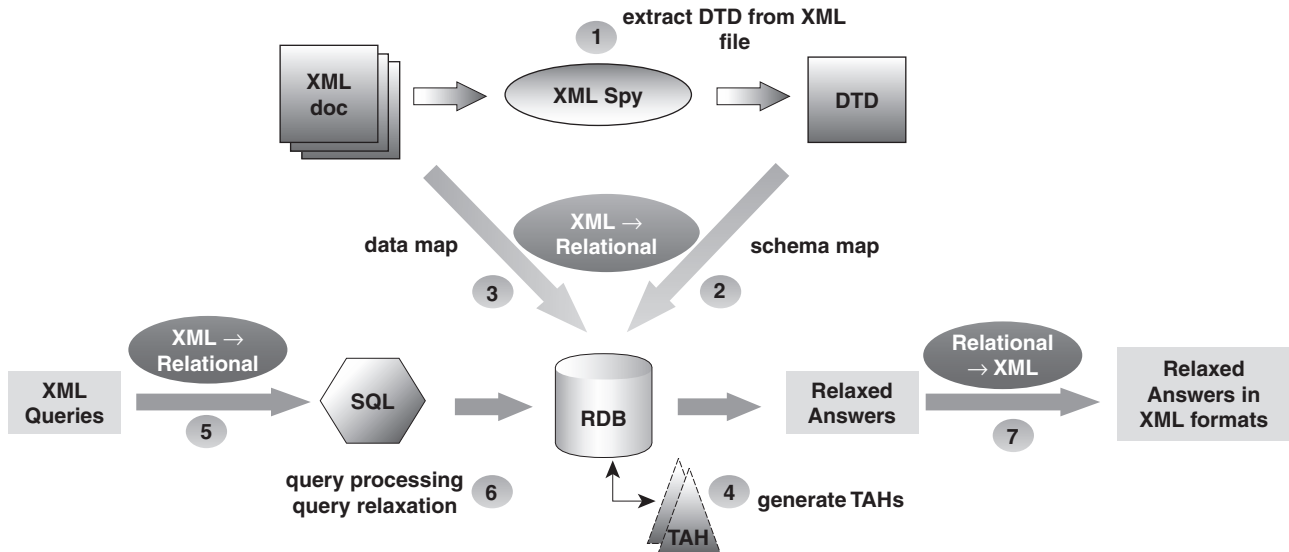 1
extract DTD from XML
file
XML
doc
XML Spy
DTD
XML →
Relational
data map
schema map
3
2
XML →
Relational
Relational
→ XML
XML
Queries
SQL
RDB
Relaxed
Answers
Relaxed
Answers in
XML formats
5
7
query processing
query relaxation
6
4
generate TAHs
TAH